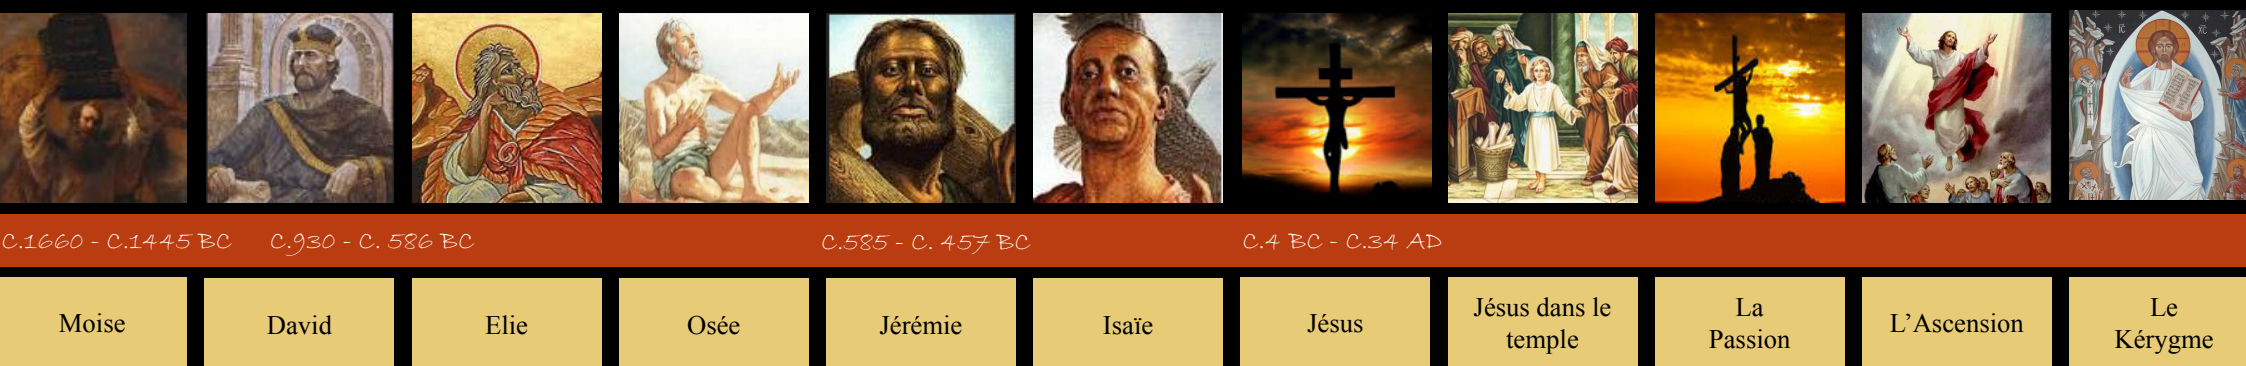 C.1660 - C.1445 BC
C.930 - C. 586 BC
C.585 - C. 457 BC
C.4 BC - C.34 AD
Moise
David
Elie
Osée
Jérémie
Isaïe
Jésus
Jésus dans le
temple
La
Passion
L’Ascension
Le
Kérygme